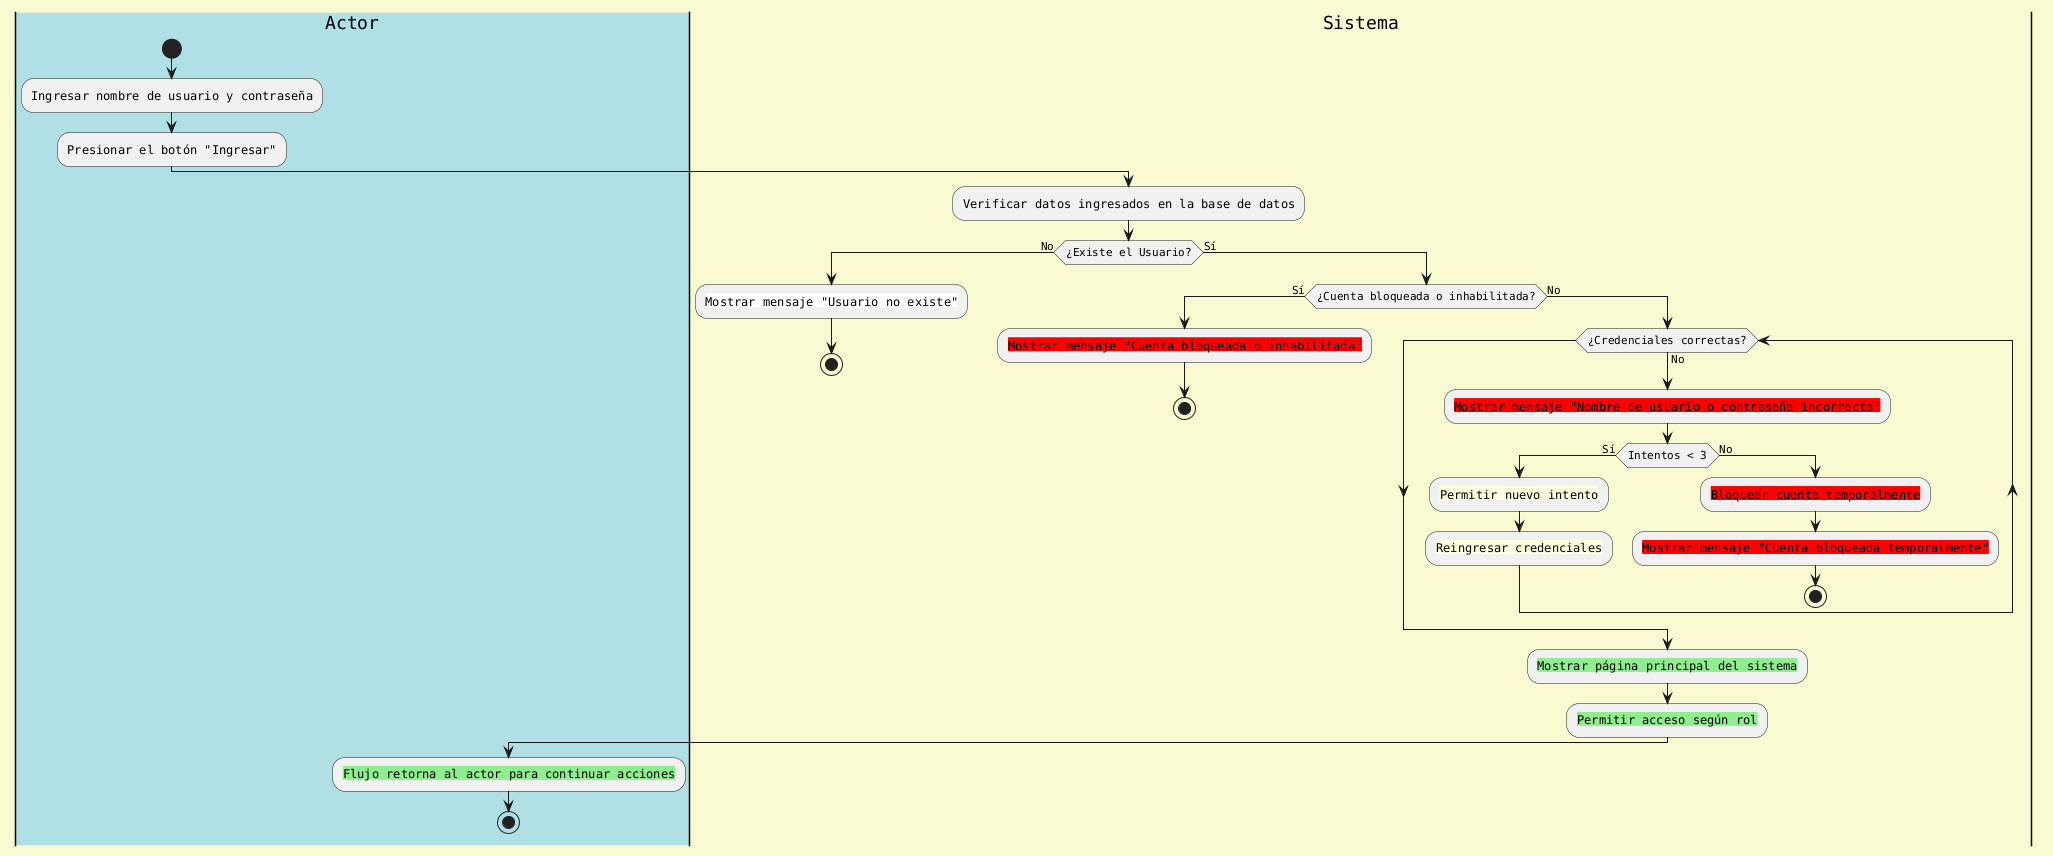 Actor
Sistema
Ingresar nombre de usuario y contraseña
Presionar el botón "Ingresar"
Verificar datos ingresados en la base de datos
No
¿Existe el Usuario?
Sí
Mostrar mensaje "Usuario no existe"
Sí
¿Cuenta bloqueada o inhabilitada?
No
Mostrar mensaje "Cuenta bloqueada o inhabilitada"
¿Credenciales correctas?
No
Mostrar mensaje "Nombre de usuario o contraseña incorrecta"
Sí
Intentos < 3
No
Permitir nuevo intento
Bloquear cuenta temporalmente
Reingresar credenciales
Mostrar mensaje "Cuenta bloqueada temporalmente"
Mostrar página principal del sistema
Permitir acceso según rol
Flujo retorna al actor para continuar acciones